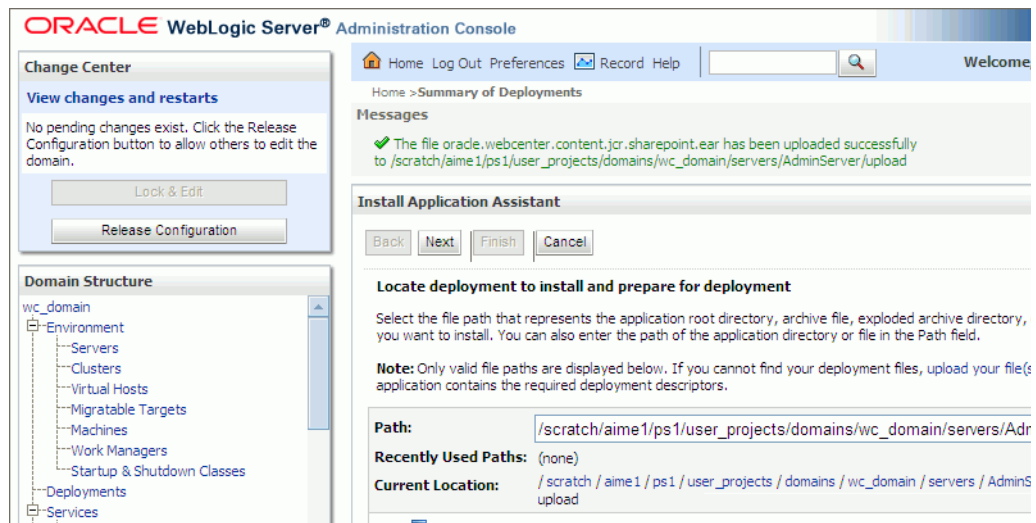 ORACLE WebLogic Server® Administration Console
Change Center
View changes and restarts
No pending changes exist. Click the Release
Configuration button to allow others to edit the
domain.
Lock & Edit
Release Configuration
Domain Structure
wc_domain
Environment
Servers
Clusters
Virtual Hosts
Migratable Targets
Machines
Work Managers
Startup & Shutdown Classes
Deployments
Services
Home Log Out Preferences Record Help
Welcome,
Home >Summary of Deployments
Messages
The file oracle.webcenter.content.jcr.sharepoint.ear has been uploaded successfully
to /scratch/aime1/ps1/user_projects/domains/wc_domain/servers/AdminServer/upload
Install Application Assistant
Back Next Finish Cancel
Locate deployment to install and prepare for deployment
Select the file path that represents the application root directory, archive file, exploded archive directory,
you want to install. You can also enter the path of the application directory or file in the Path field.
Note: Only valid file paths are displayed below. If you cannot find your deployment files, upload your file(s
application contains the required deployment descriptors.
Path: /scratch/aime1/ps1/user_projects/domains/wc_domain/servers/Adm
Recently Used Paths: (none)
Current Location: / scratch / aime1 / ps1 / user_projects / domains / wc_domain / servers / AdminS
upload